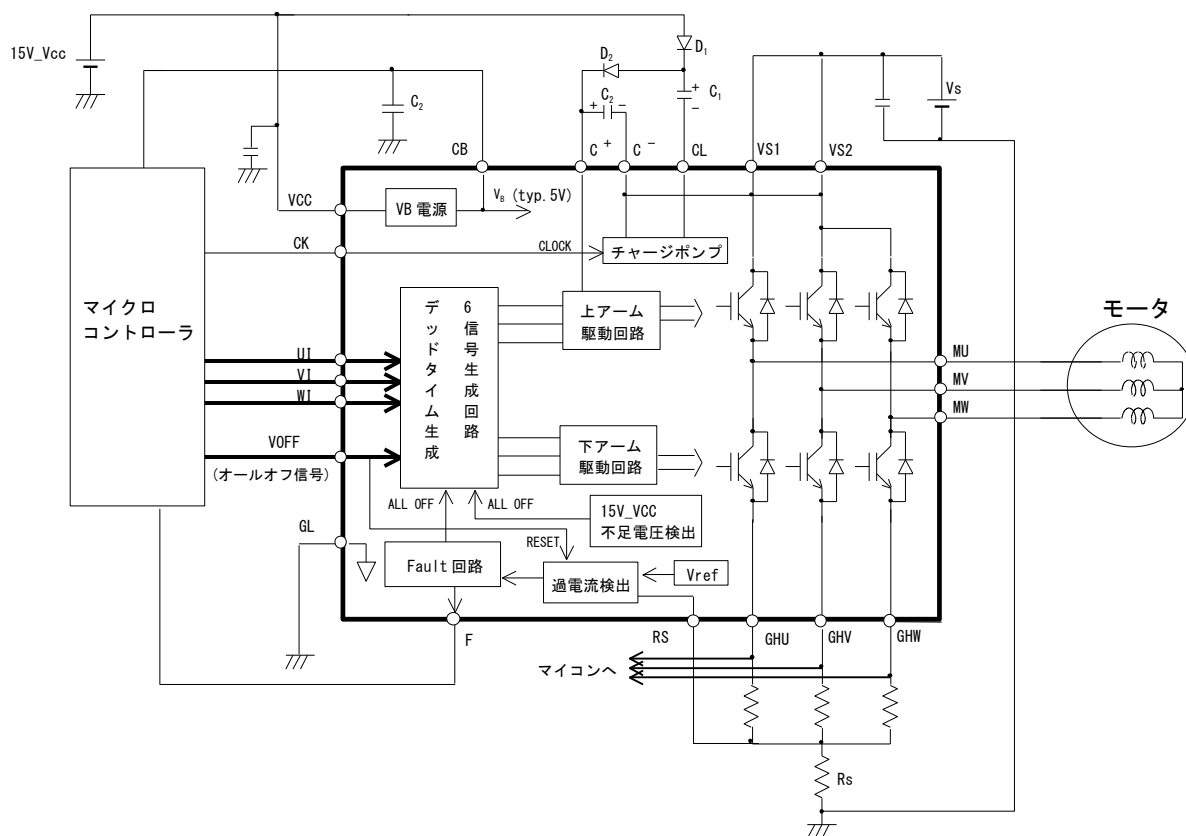 15V_Vcc
D2
D1
C2
C2
+ -
+
-
C1
Vs
CB
C+
C-
CL
VS1
VS2
VCC
VB 電源
VB (typ.5V)
CK
CLOCK
チャージポンプ
マイクロ
コントローラ
デッドタイム生成
6信号生成回路
上アーム
駆動回路
モータ
UI
VI
WI
MU
MV
MW
VOFF
(オールオフ信号)
下アーム
駆動回路
ALL OFF
ALL OFF
15V_VCC
不足電圧検出
GL
RESET
Fault 回路
過電流検出
Vref
F
RS
GHU
GHV
GHW
マイコンへ
Rs